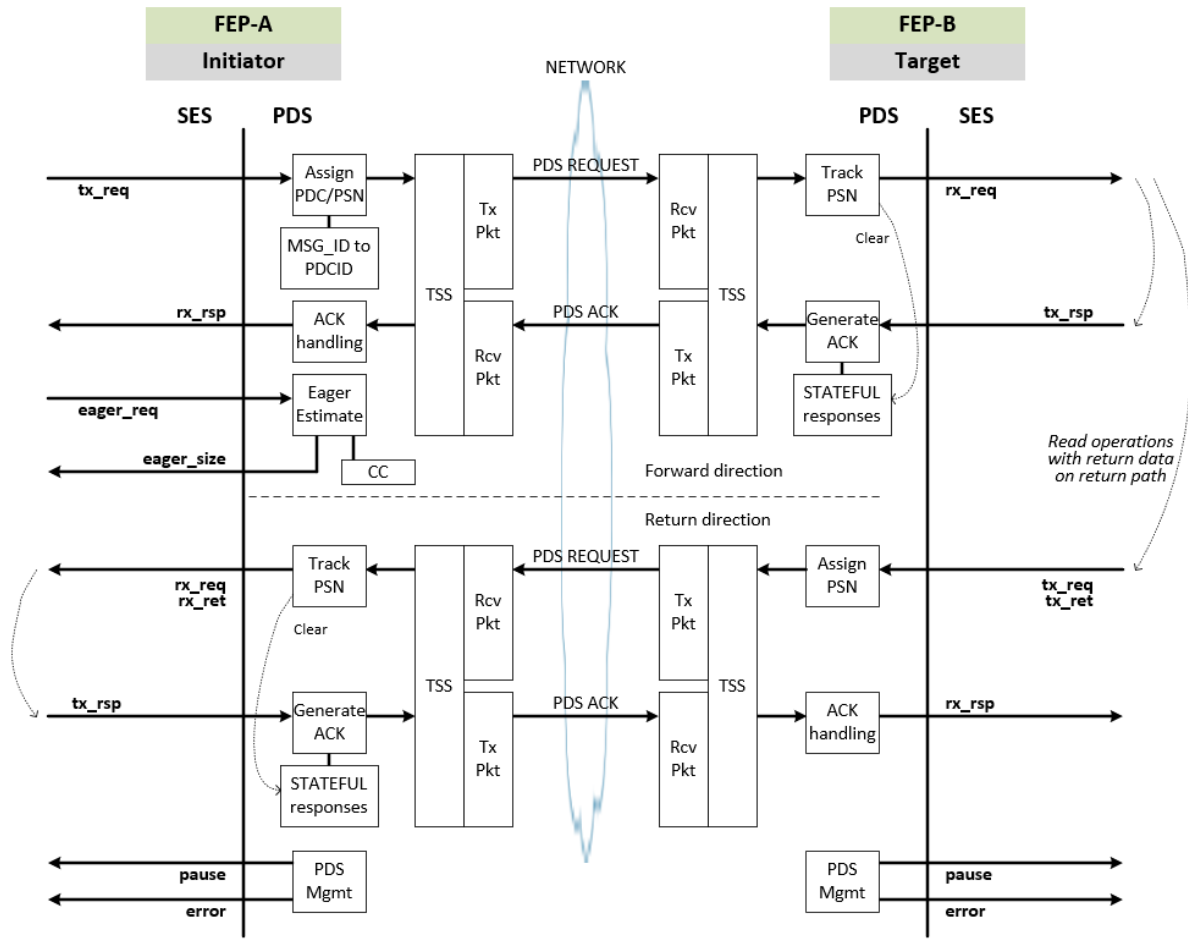 FEP-A
Initiator
FEP-B
Target
NETWORK
SES
PDS
PDS
SES
tx_req
Assign
PDC/PSN
MSG_ID to
PDCID
TSS
Tx
Pkt
PDS REQUEST
Rcv
Pkt
TSS
Track
PSN
rx_req
Clear
rx_rsp
ACK
handling
Rcv
Pkt
PDS ACK
Tx
Pkt
Generate
ACK
tx_rsp
STATEFUL
responses
eager_req
Eager
Estimate
eager_size
CC
Forward direction
Read operations
with return data
on return path
Return direction
rx_req
rx_ret
Track
PSN
Clear
TSS
Rcv
Pkt
PDS REQUEST
Tx
Pkt
TSS
Assign
PSN
tx_req
tx_ret
tx_rsp
Generate
ACK
STATEFUL
responses
Tx
Pkt
PDS ACK
Rcv
Pkt
ACK
handling
rx_rsp
pause
error
PDS
Mgmt
PDS
Mgmt
pause
error